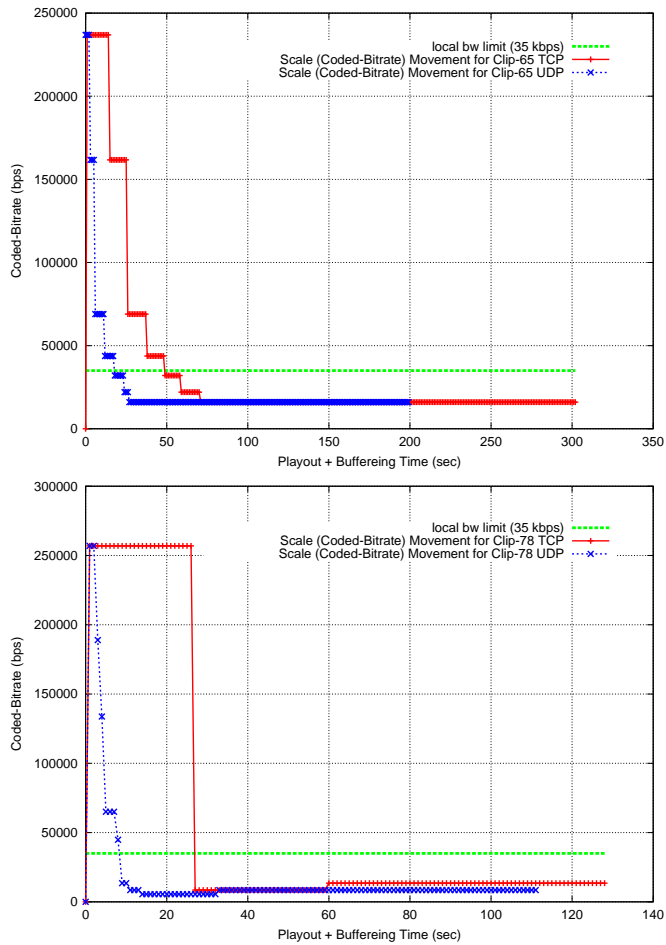 250000
200000
150000
100000
50000
0
Coded-Bitrate (bps)
local bw limit (35 kbps)
Scale (Coded-Bitrate) Movement for Clip-65 TCP
Scale (Coded-Bitrate) Movement for Clip-65 UDP
0 50 100 150 200 250 300 350
Playout + Buffereing Time (sec)
300000
250000
200000
150000
100000
50000
0
Coded-Bitrate (bps)
local bw limit (35 kbps)
Scale (Coded-Bitrate) Movement for Clip-78 TCP
Scale (Coded-Bitrate) Movement for Clip-78 UDP
0 20 40 60 80 100 120 140
Playout + Buffereing Time (sec)